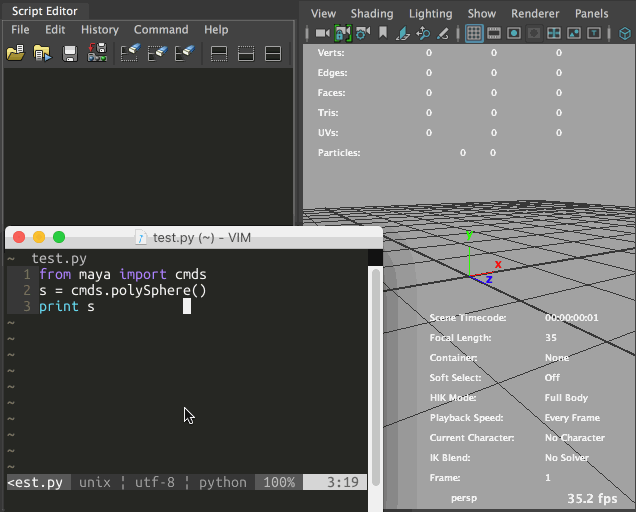 Script Editor
File Edit History Command Help
View Shading Lighting Show Renderer Panels
Verts: 0 0 0
Edges: 0 0 0
Faces: 0 0 0
Tris: 0 0 0
UVs: 0 0 0
Particles: 0 0
Y
X
Z
test.py (~) - VIM
~ test.py
1 from maya import cmds
2 s = cmds.polySphere()
3 print s
~
~
~
~
~
~
~
~
~
~
<est.py unix ¦ utf-8 ¦ python 100% 3:19
Scene Timecode: 00:00:00:01
Focal Length: 35
Container: None
Soft Select: Off
HIK Mode: Full Body
Playback Speed: Every Frame
Current Character: No Character
IK Blend: No Solver
Frame: 1
persp 35.2 fps